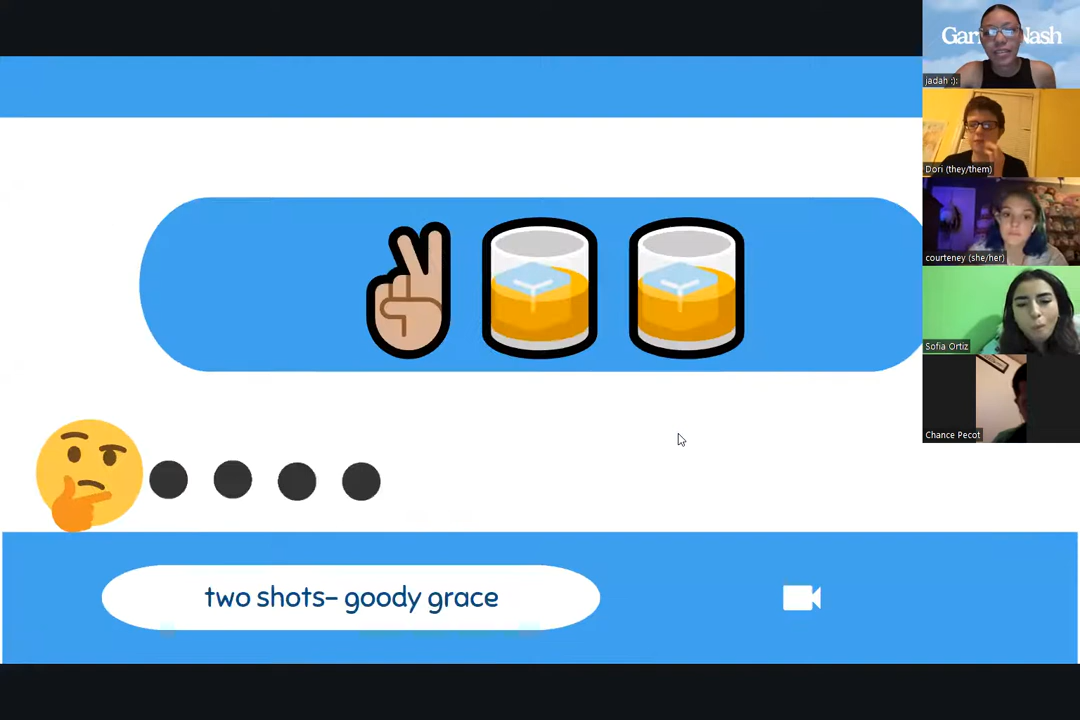 jadah :):
Dori (they/them)
courteney (she/her)
Sofia Ortiz
Chance Pecot
two shots- goody grace